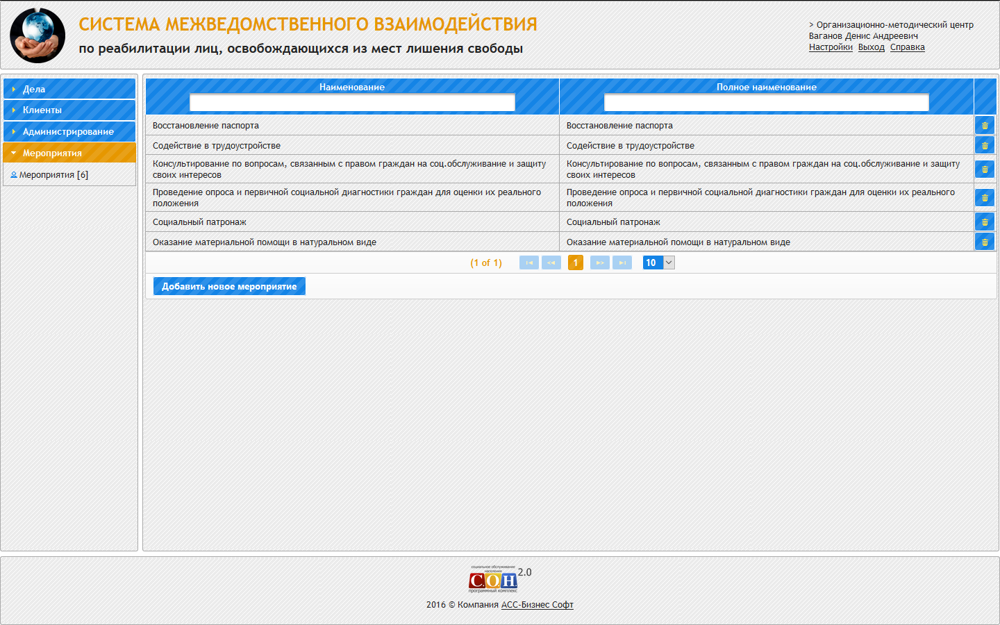 СИСТЕМА МЕЖВЕДОМСТВЕННОГО ВЗАИМОДЕЙСТВИЯ
по реабилитации лиц, освобождающихся из мест лишения свободы
> Организационно-методический центр
Ваганов Денис Андреевич
Настройки Выход Справка
Дела
Клиенты
Администрирование
Мероприятия
Мероприятия [6]
Наименование Полное наименование
Восстановление паспорта Восстановление паспорта
Содействие в трудоустройстве Содействие в трудоустройстве
Консультирование по вопросам, связанным с правом граждан на соц.обслуживание и защиту
своих интересов
Консультирование по вопросам, связанным с правом граждан на соц.обслуживание и защиту
своих интересов
Проведение опроса и первичной социальной диагностики граждан для оценки их реального
положения
Проведение опроса и первичной социальной диагностики граждан для оценки их реального
положения
Социальный патронаж Социальный патронаж
Оказание материальной помощи в натуральном виде Оказание материальной помощи в натуральном виде
(1 of 1) 1 10
Добавить новое мероприятие
социальное обслуживание
населения
С.О.Н 2.0
программный комплекс
2016 © Компания АСС-Бизнес Софт